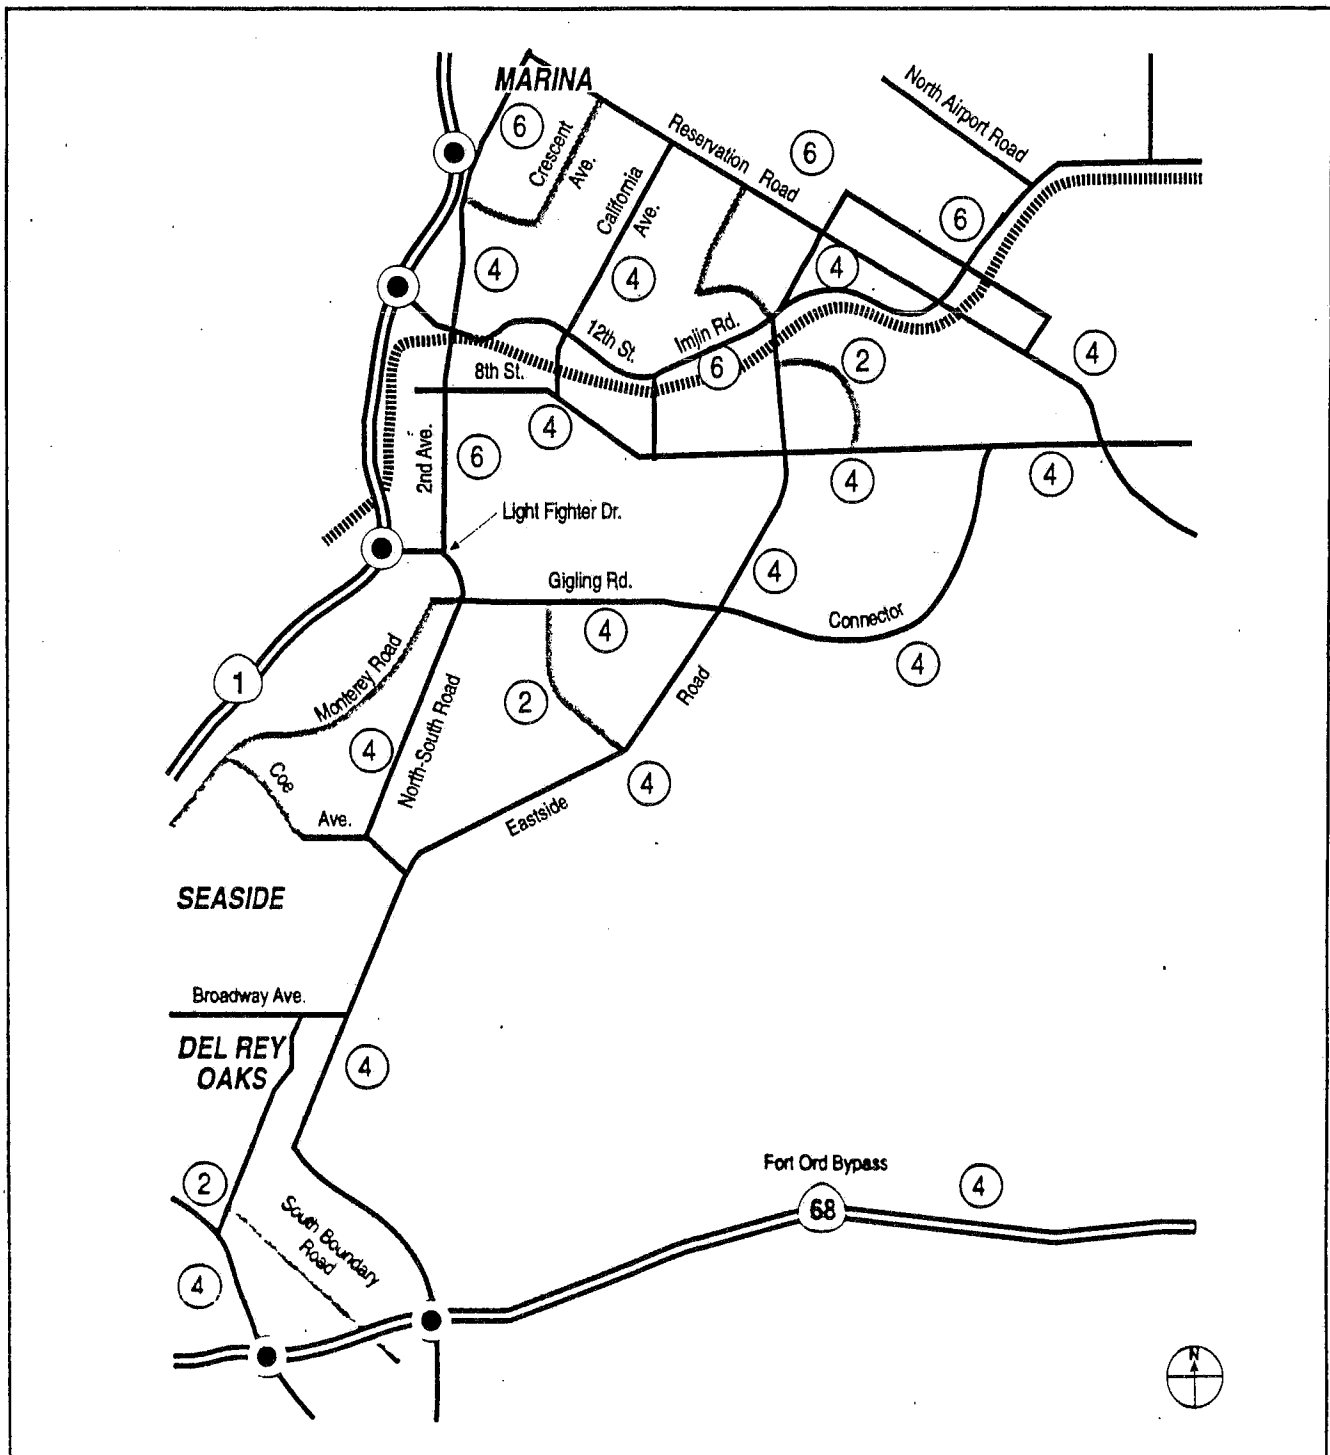 MARINA
North Airport Road
6
Crescent
Ave.
Reservation
Road
6
California
Ave.
6
4
4
4
12th St.
Imjin Rd.
4
8th St.
6
2
4
2nd Ave.
6
4
4
Light Fighter Dr.
4
Gigling Rd.
4
Connector
4
1
Monterey Road
North-South Road
2
Road
4
Coe
Ave.
Eastside
4
SEASIDE
Broadway Ave.
DEL REY
OAKS
4
Fort Ord Bypass
2
4
68
South Boundary
Road
4
N